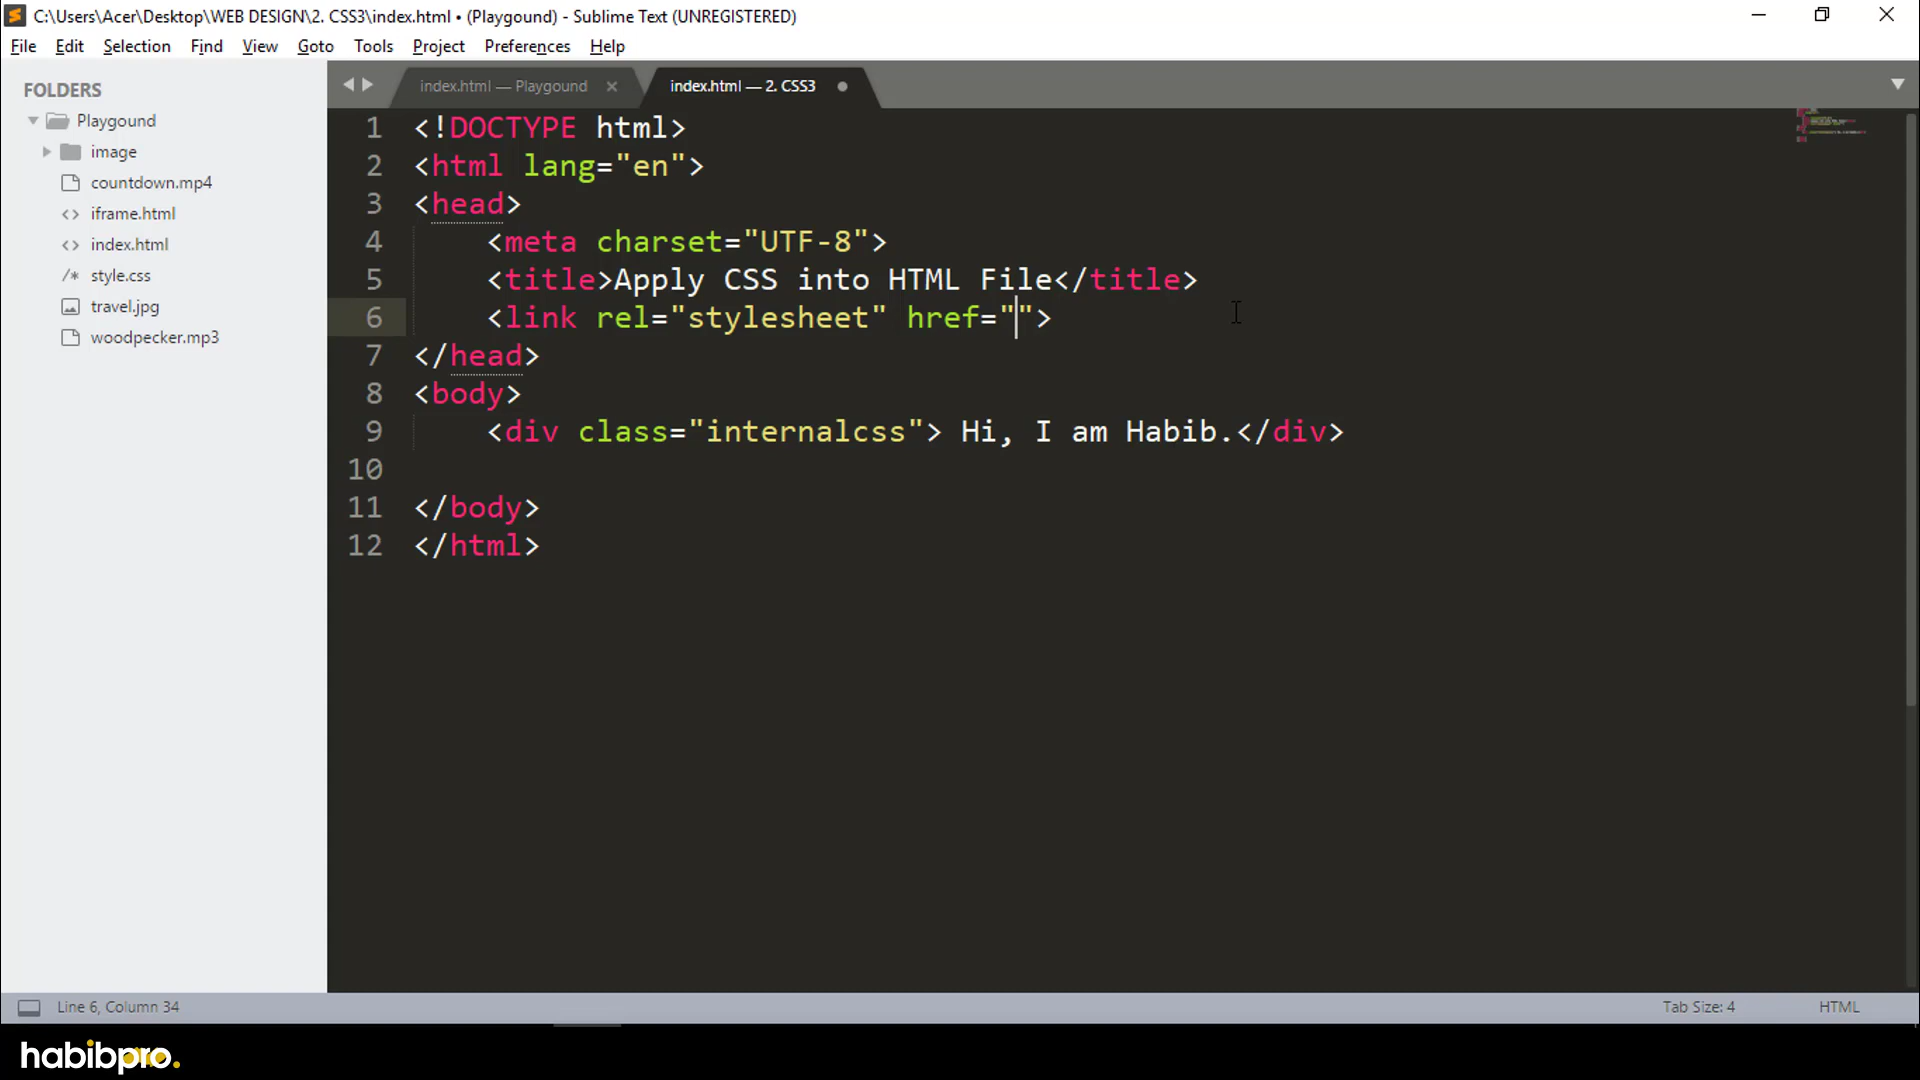 C:\Users\Acer\Desktop\WEB DESIGN\2. CSS3\index.html • (Playgound) - Sublime Text (UNREGISTERED)
File Edit Selection Find View Goto Tools Project Preferences Help
FOLDERS
Playgound
image
countdown.mp4
iframe.html
index.html
style.css
travel.jpg
woodpecker.mp3
index.html — Playgound
index.html — 2. CSS3
1 <!DOCTYPE html>
2 <html lang="en">
3 <head>
4 <meta charset="UTF-8">
5 <title>Apply CSS into HTML File</title>
6 <link rel="stylesheet" href="">
7 </head>
8 <body>
9 <div class="internalcss"> Hi, I am Habib.</div>
10
11 </body>
12 </html>
Line 6, Column 34
Tab Size: 4
HTML
habibpro.